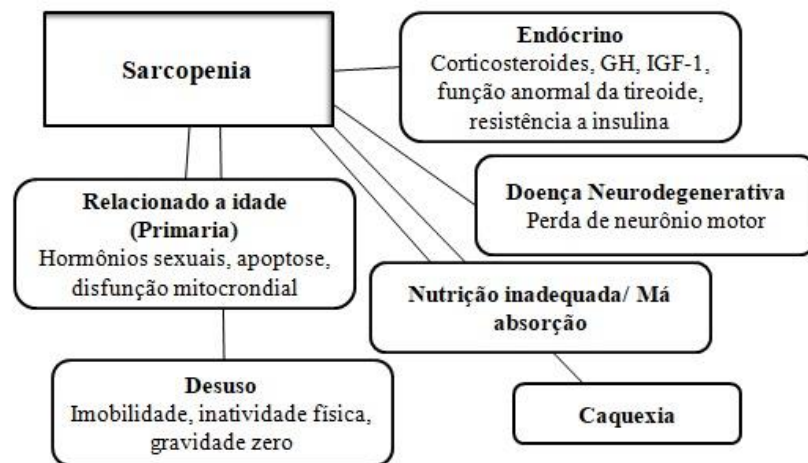 Sarcopenia
Endócrino
Corticosteroides, GH, IGF-1,
função anormal da tireoide,
resistência a insulina
Doença Neurodegenerativa
Perda de neurônio motor
Relacionado a idade
(Primaria)
Hormônios sexuais, apoptose,
disfunção mitocrondial
Nutrição inadequada/ Má
absorção
Desuso
Imobilidade, inatividade física,
gravidade zero
Caquexia